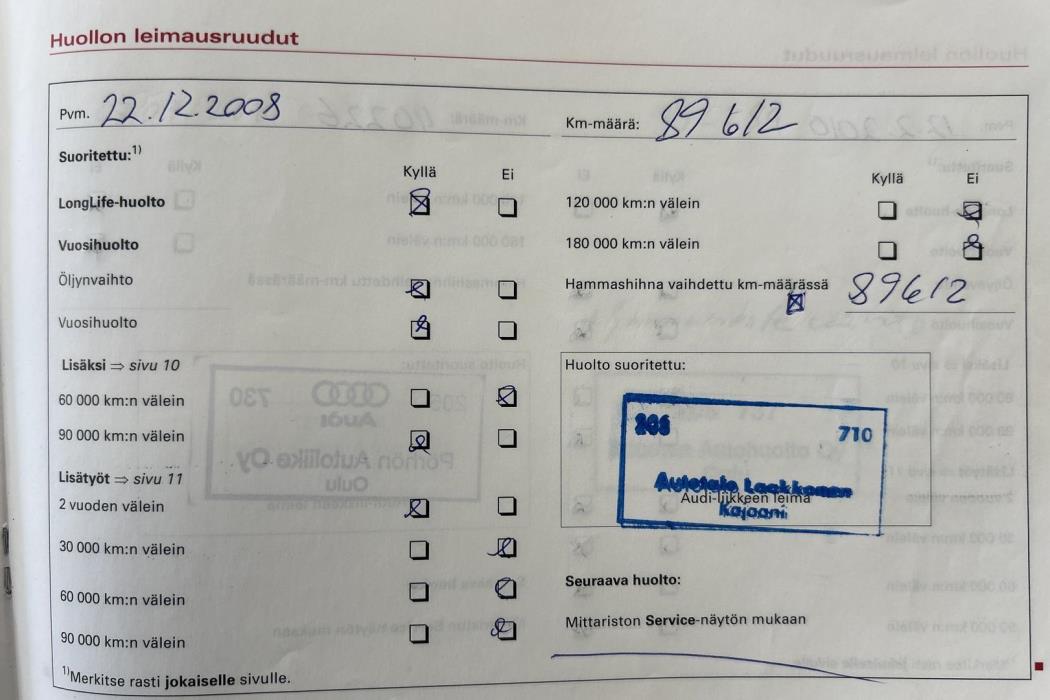 Huollon leimausruudut
Pvm. 22.12.2008
Km-määrä: 89 612
Suoritettu:1)
Kyllä Ei
LongLife-huolto
Vuosihuolto
Öljynvaihto
Vuosihuolto
Lisäksi ⇒ sivu 10
60 000 km:n välein
90 000 km:n välein
Lisätyöt ⇒ sivu 11
2 vuoden välein
30 000 km:n välein
60 000 km:n välein
90 000 km:n välein
1)Merkitse rasti jokaiselle sivulle.
Kyllä Ei
120 000 km:n välein
180 000 km:n välein
Hammashihna vaihdettu km-määrässä 89612
Huolto suoritettu:
710
Autotalo Laakkonen
Audi-liikkeen leima
Kajaani
Seuraava huolto:
Mittariston Service-näytön mukaan